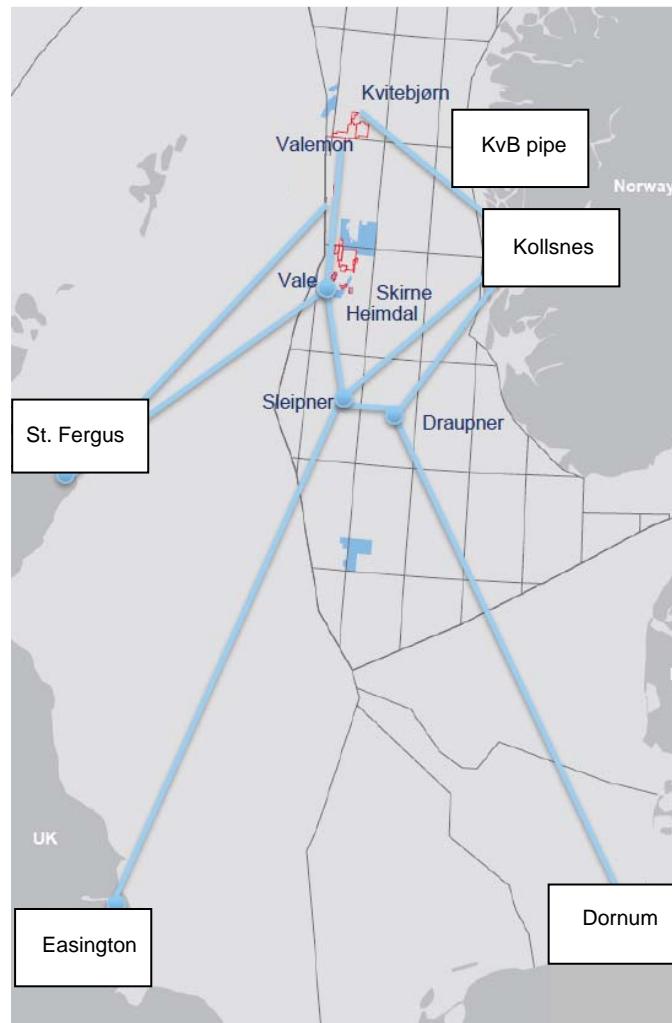 Kvitebjørn
KvB pipe
Valemon
Norway
Kollsnes
Vale
Skirne
Heimdal
Sleipner
Draupner
St. Fergus
UK
Easington
Dornum